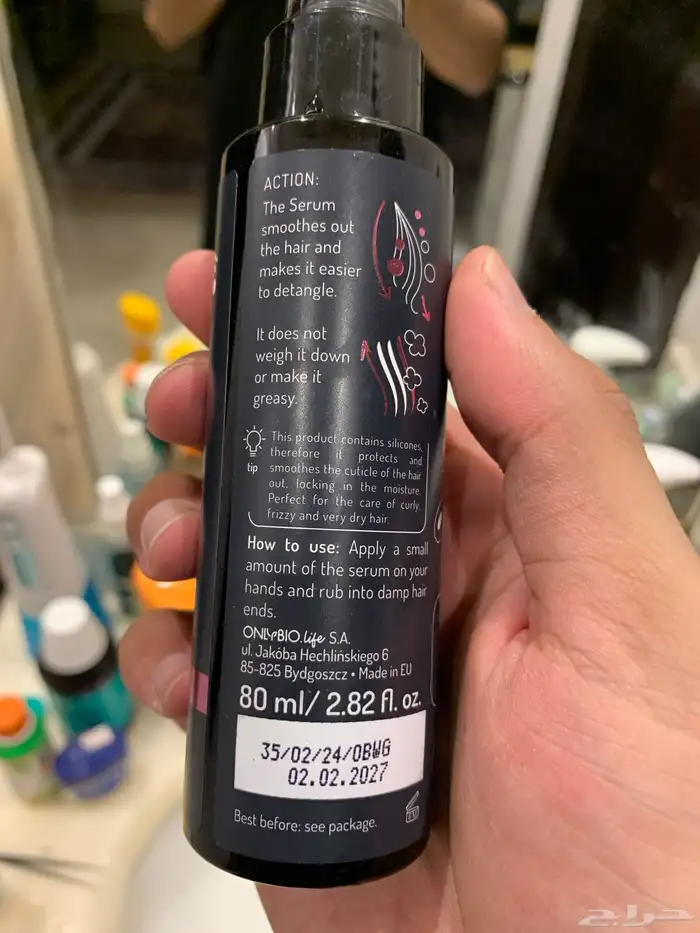 ACTION:
The Serum
smoothes out
the hair and
makes it easier
to detangle.
It does not
weigh it down
or make it
greasy.
tip
This product contains silicones,
therefore it protects and
smoothes the cuticle of the hair
out, locking in the moisture.
Perfect for the care of curly,
frizzy and very dry hair.
How to use: Apply a small
amount of the serum on your
hands and rub into damp hair
ends.
ONLYBIO.life S.A.
ul. Jakóba Hechlińskiego 6
85-825 Bydgoszcz • Made in EU
80 ml/ 2.82 fl. oz.
35/02/24/0BWG
02.02.2027
Best before: see package.
حراج